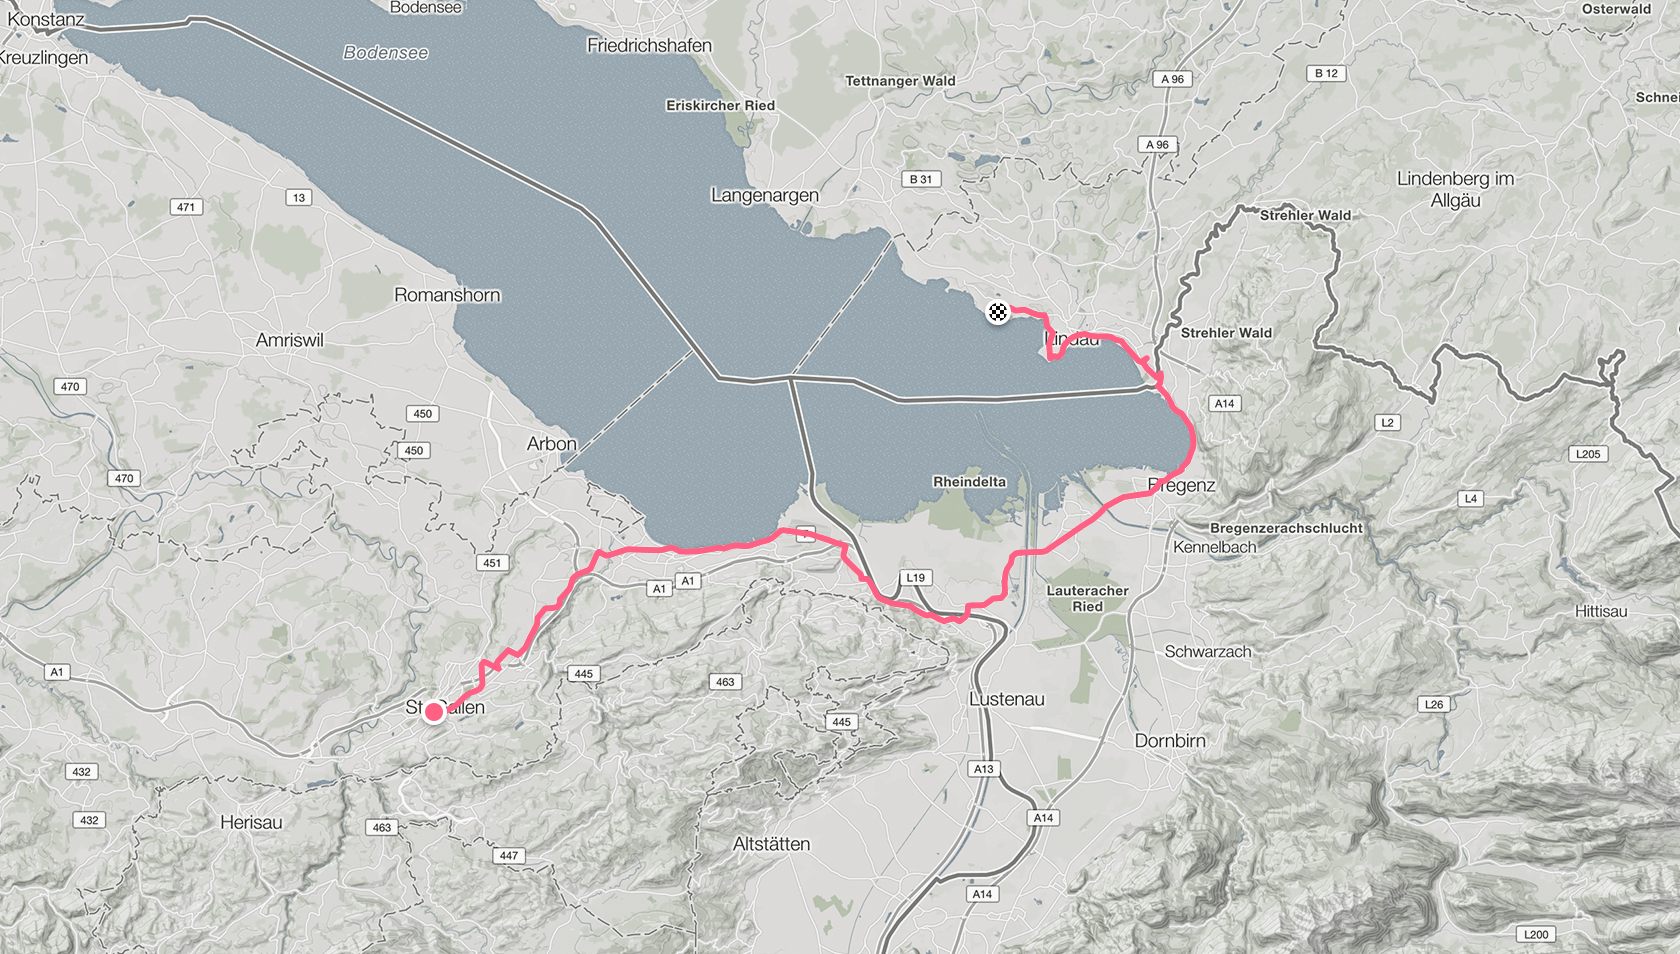 Konstanz
Bodensee
Osterwald
Kreuzlingen
Bodensee
Friedrichshafen
Tettnanger Wald
A 96
B 12
Eriskircher Ried
A 96
B 31
Langenargen
Lindenberg im
Allgäu
471
13
Strehler Wald
Romanshorn
Amriswil
Lindau
Strehler Wald
470
450
A14
L2
Arbon
450
L205
470
Rheindelta
Bregenz
L4
Bregenzerachschlucht
7
Kennelbach
451
A1
A1
L19
Lauteracher
Ried
Hittisau
A1
445
463
Schwarzach
Lustenau
L26
445
Dornbirn
432
A13
432
Herisau
463
A14
Altstätten
447
A14
L200